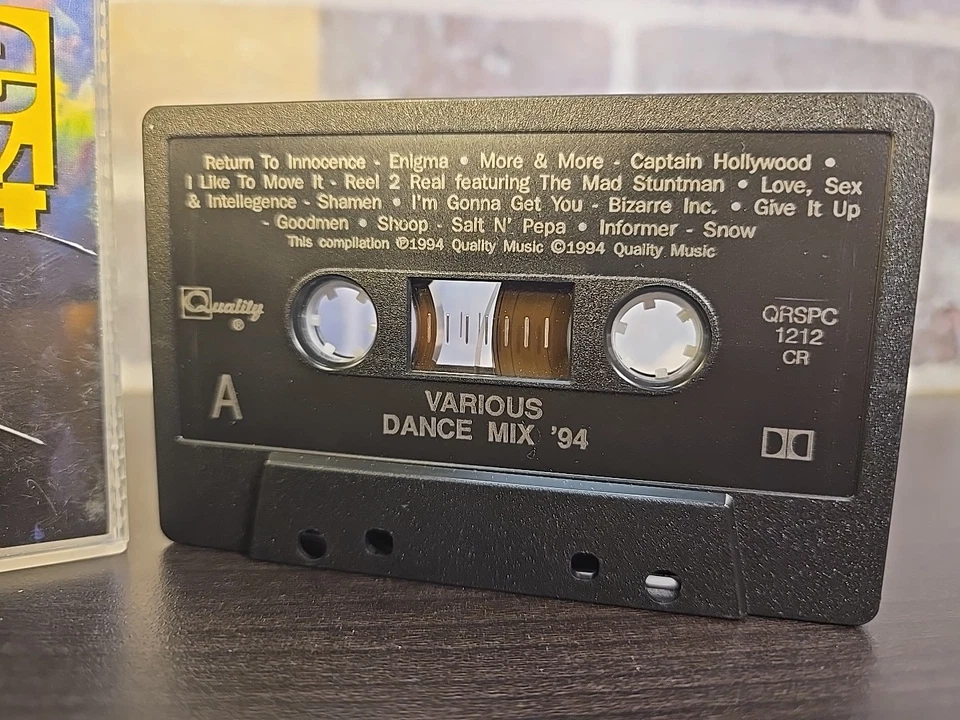 e
94
Return To Innocence - Enigma • More & More - Captain Hollywood •
I Like To Move It - Reel 2 Real featuring The Mad Stuntman • Love, Sex
& Intellegence - Shamen • I'm Gonna Get You - Bizarre Inc. • Give It Up
- Goodmen • Shoop - Salt N' Pepa • Informer - Snow
This compilation ℗1994 Quality Music ©1994 Quality Music
Quality ®
QRSPC
1212
CR
A
VARIOUS
DANCE MIX '94